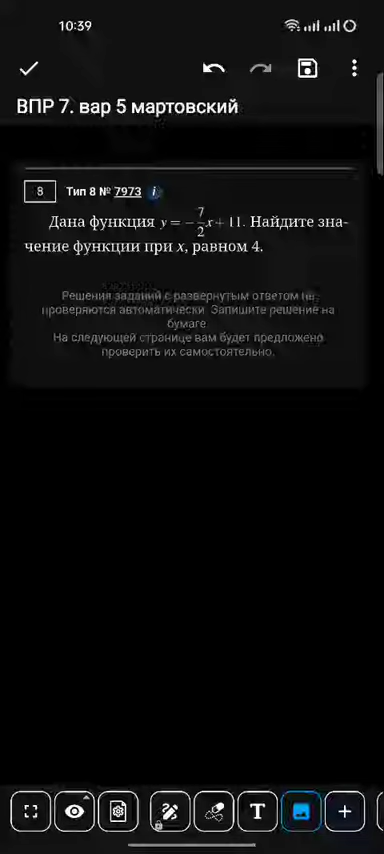 10:39
ВПР 7. вар 5 мартовский
8 Тип 8 № 7973 i
Дана функция y = −7/2x + 11. Найдите зна-
чение функции при x, равном 4.
Решения заданий с развернутым ответом не
проверяются автоматически. Запишите решение на
бумаге.
На следующей странице вам будет предложено
проверить их самостоятельно.
T